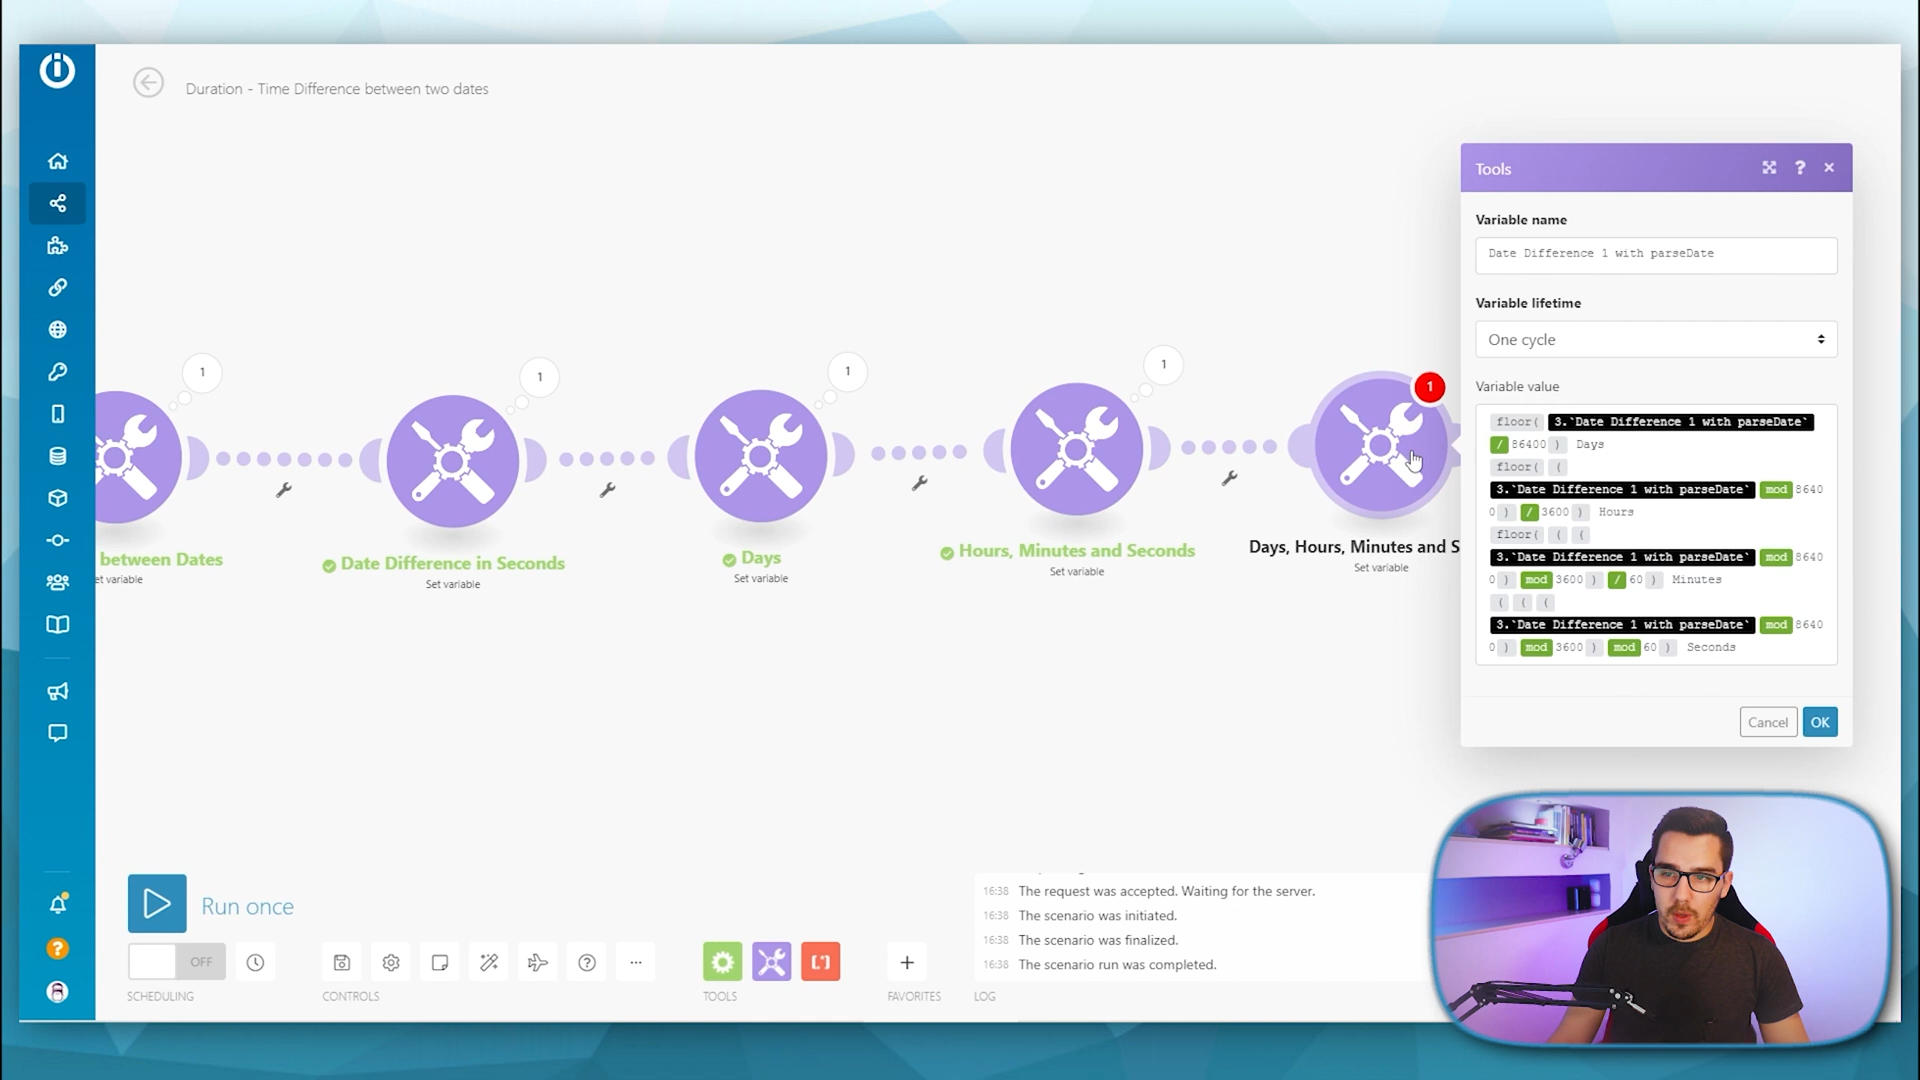 Duration - Time Difference between two dates
Tools
?
Variable name
Date Difference 1 with parseDate
Variable lifetime
One cycle
Variable value
floor( 3.`Date Difference 1 with parseDate`
/ 86400 ) Days
floor( (
3.`Date Difference 1 with parseDate` mod 8640
0 ) / 3600 ) Hours
floor( ( (
3.`Date Difference 1 with parseDate` mod 8640
0 ) mod 3600 ) / 60 ) Minutes
( ( (
3.`Date Difference 1 with parseDate` mod 8640
0 ) mod 3600 ) mod 60 ) Seconds
Cancel
OK
1
between Dates
et variable
1
Date Difference in Seconds
Set variable
1
Days
Set variable
1
Hours, Minutes and Seconds
Set variable
1
Days, Hours, Minutes and S
Set variable
Run once
OFF
SCHEDULING
CONTROLS
TOOLS
FAVORITES
16:38 The request was accepted. Waiting for the server.
16:38 The scenario was initiated.
16:38 The scenario was finalized.
16:38 The scenario run was completed.
LOG